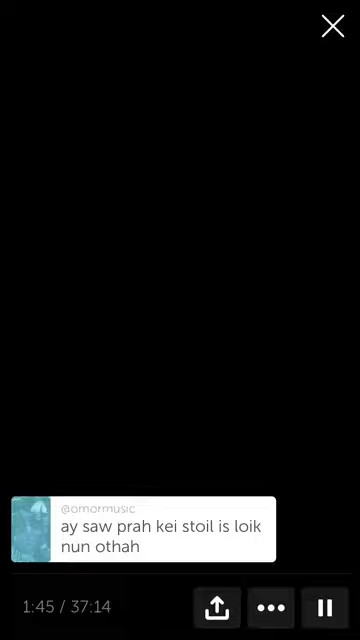 @omormusic
ay saw prah kei stoil is loik
nun othah
1:45 / 37:14